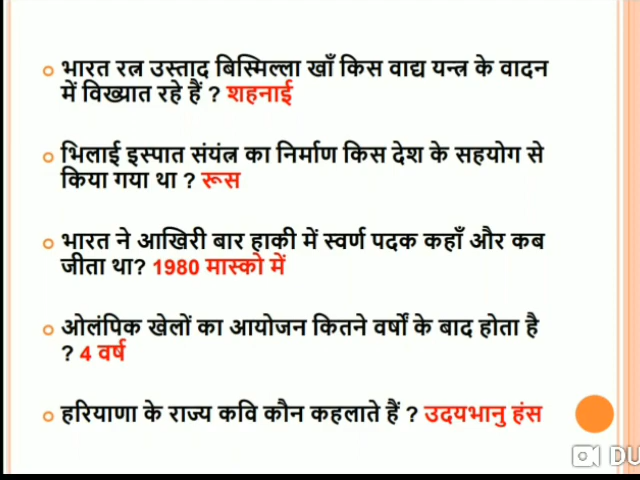 भारत रत्न उस्ताद बिस्मिल्ला खाँ किस वाद्य यन्त्र के वादन
में विख्यात रहे हैं ? शहनाई
भिलाई इस्पात संयंत्र का निर्माण किस देश के सहयोग से
किया गया था ? रूस
भारत ने आखिरी बार हाकी में स्वर्ण पदक कहाँ और कब
जीता था? 1980 मास्को में
ओलंपिक खेलों का आयोजन कितने वर्षों के बाद होता है
? 4 वर्ष
हरियाणा के राज्य कवि कौन कहलाते हैं ? उदयभानु हंस